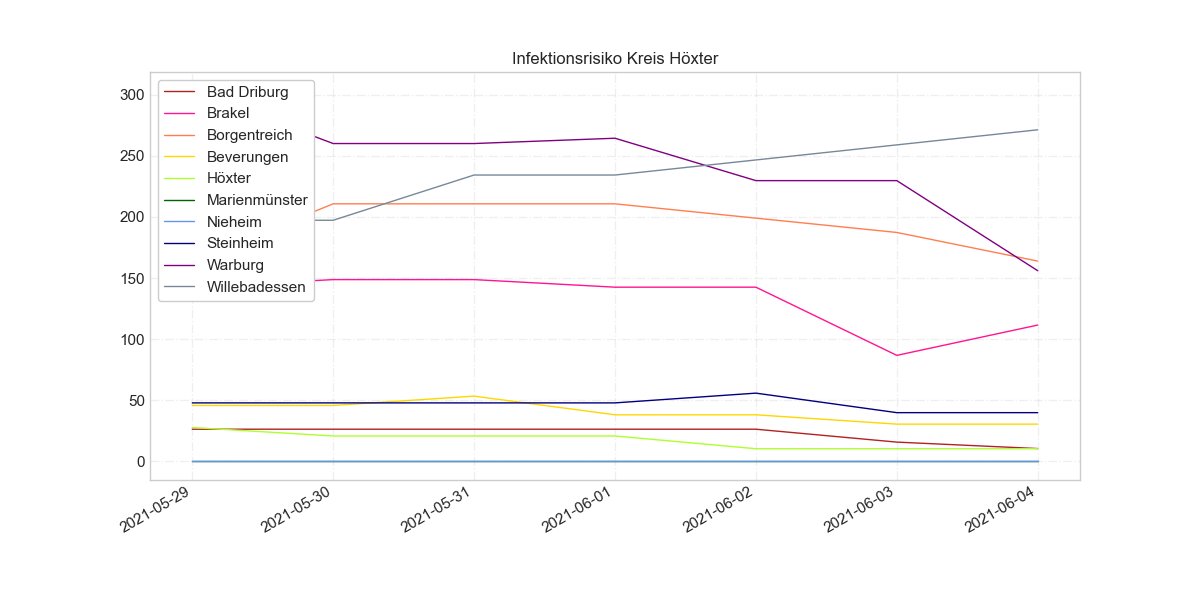 Infektionsrisiko Kreis Höxter
300
250
200
150
100
50
0
Bad Driburg
Brakel
Borgentreich
Beverungen
Höxter
Marienmünster
Nieheim
Steinheim
Warburg
Willebadessen
2021-05-29
2021-05-30
2021-05-31
2021-06-01
2021-06-02
2021-06-03
2021-06-04